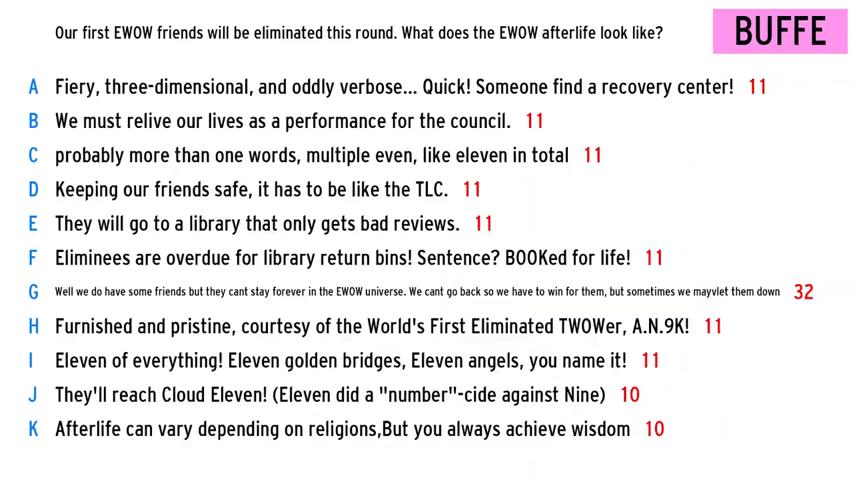 Our first EWOW friends will be eliminated this round. What does the EWOW afterlife look like?
BUFFE
A Fiery, three-dimensional, and oddly verbose... Quick! Someone find a recovery center! 11
B We must relive our lives as a performance for the council. 11
C probably more than one words, multiple even, like eleven in total 11
D Keeping our friends safe, it has to be like the TLC. 11
E They will go to a library that only gets bad reviews. 11
F Eliminees are overdue for library return bins! Sentence? BOOKed for life! 11
G Well we do have some friends but they cant stay forever in the EWOW universe. We cant go back so we have to win for them, but sometimes we mayvlet them down 32
H Furnished and pristine, courtesy of the World's First Eliminated TWOWer, A.N.9K! 11
I Eleven of everything! Eleven golden bridges, Eleven angels, you name it! 11
J They'll reach Cloud Eleven! (Eleven did a "number"-cide against Nine) 10
K Afterlife can vary depending on religions,But you always achieve wisdom 10